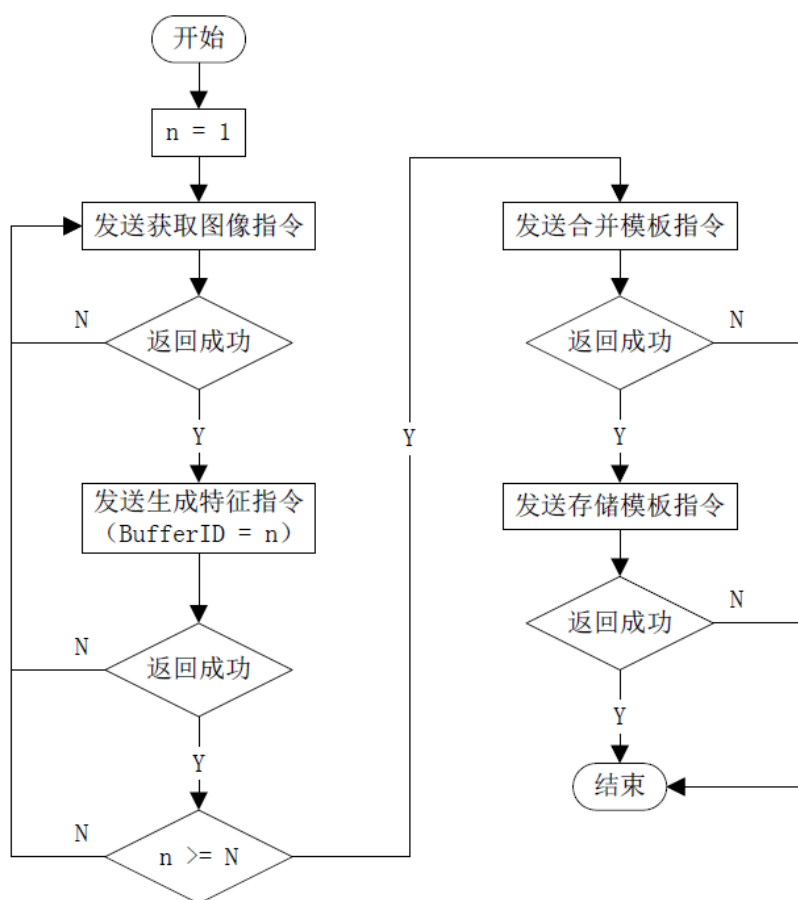 开始
n = 1
发送获取图像指令
返回成功
N
Y
发送生成特征指令
（BufferID = n）
返回成功
N
Y
n >= N
N
Y
发送合并模板指令
返回成功
N
Y
发送存储模板指令
返回成功
N
Y
结束